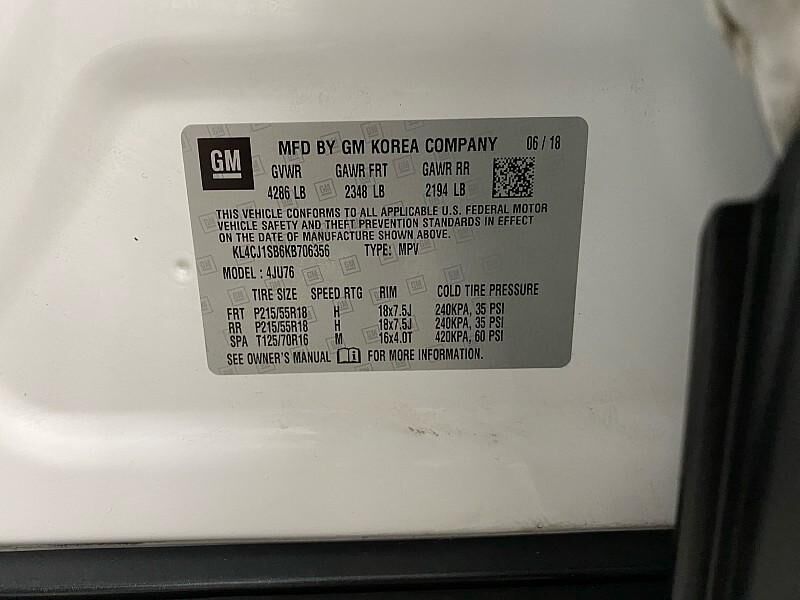 GM
MFD BY GM KOREA COMPANY 06 / 18
GVWR GAWR FRT GAWR RR
4286 LB 2348 LB 2194 LB
THIS VEHICLE CONFORMS TO ALL APPLICABLE U.S. FEDERAL MOTOR
VEHICLE SAFETY AND THEFT PREVENTION STANDARDS IN EFFECT
ON THE DATE OF MANUFACTURE SHOWN ABOVE.
KL4CJ1SB6KB706356 TYPE: MPV
MODEL : 4JU76
TIRE SIZE SPEED RTG RIM COLD TIRE PRESSURE
FRT P215/55R18 H 18x7.5J 240KPA, 35 PSI
RR P215/55R18 H 18x7.5J 240KPA, 35 PSI
SPA T125/70R16 M 16x4.0T 420KPA, 60 PSI
SEE OWNER'S MANUAL FOR MORE INFORMATION.